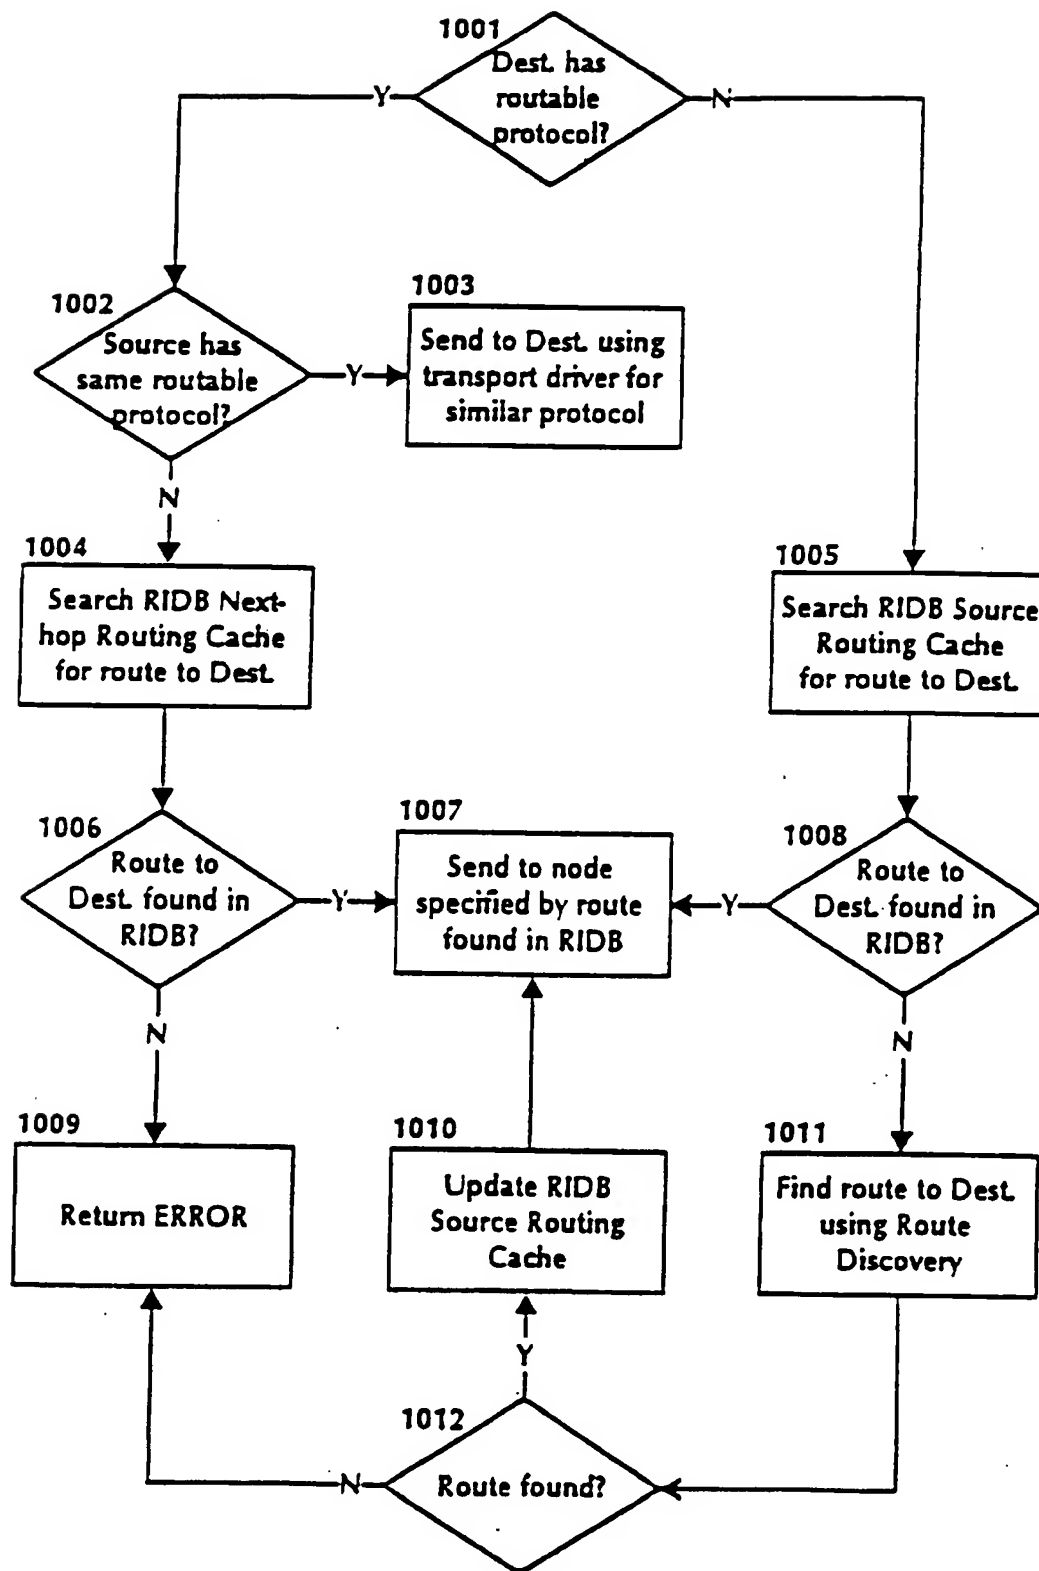 1001
Dest. has
routable
protocol?
Y
N
1002
Source has
same routable
protocol?
Y
N
1003
Send to Dest. using
transport driver for
similar protocol
1004
Search RIDB Next-
hop Routing Cache
for route to Dest.
1005
Search RIDB Source
Routing Cache
for route to Dest.
1006
Route to
Dest. found in
RIDB?
Y
N
1007
Send to node
specified by route
found in RIDB
1008
Route to
Dest. found in
RIDB?
Y
N
1009
Return ERROR
1010
Update RIDB
Source Routing
Cache
1011
Find route to Dest.
using Route
Discovery
1012
Route found?
Y
N